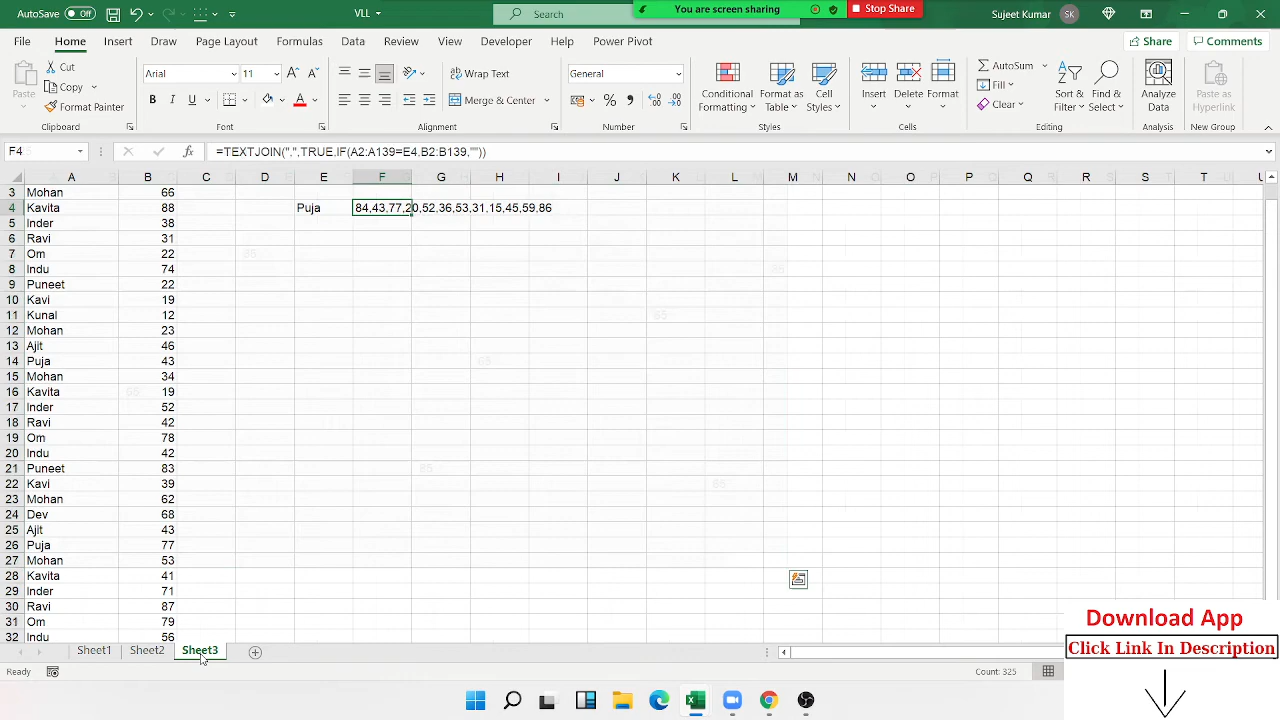 AutoSave Off VLL Search You are screen sharing Stop Share Sujeet Kumar SK
File Home Insert Draw Page Layout Formulas Data Review View Developer Help Power Pivot Share Comments
Paste Cut Copy Format Painter Clipboard
Arial 11 B I U A Font
Wrap Text Merge & Center Alignment
General % Number
Conditional Formatting Format as Table Cell Styles Styles
Insert Delete Format Cells
AutoSum Fill Clear Sort & Filter Find & Select Editing
Analyze Data Analysis
Paste as Hyperlink New Group
F4 fx =TEXTJOIN(",",TRUE,IF(A2:A139=E4,B2:B139,""))
A B C D E F G H I J K L M N O P Q R S T U
3 Mohan 66
4 Kavita 88 Puja 84,43,77,20,52,36,53,31,15,45,59,86
5 Inder 38
6 Ravi 31
7 Om 22
8 Indu 74
9 Puneet 22
10 Kavi 19
11 Kunal 12
12 Mohan 23
13 Ajit 46
14 Puja 43
15 Mohan 34
16 Kavita 19
17 Inder 52
18 Ravi 42
19 Om 78
20 Indu 42
21 Puneet 83
22 Kavi 39
23 Mohan 62
24 Dev 68
25 Ajit 43
26 Puja 77
27 Mohan 53
28 Kavita 41
29 Inder 71
30 Ravi 87
31 Om 79
32 Indu 56
Sheet1 Sheet2 Sheet3
Ready Count: 325
Download App
Click Link In Description